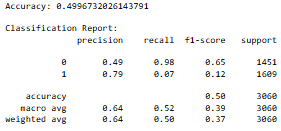 Accuracy: 0.4996732026143791
Classification Report:
precision recall f1-score support
0 0.49 0.98 0.65 1451
1 0.79 0.07 0.12 1609
accuracy 0.50 3060
macro avg 0.64 0.52 0.39 3060
weighted avg 0.64 0.50 0.37 3060